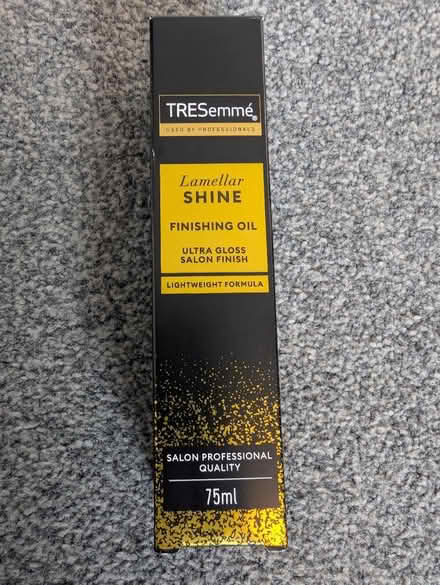 TRESemmé®
USED BY PROFESSIONALS
Lamellar
SHINE
FINISHING OIL
ULTRA GLOSS
SALON FINISH
LIGHTWEIGHT FORMULA
SALON PROFESSIONAL
QUALITY
75ml